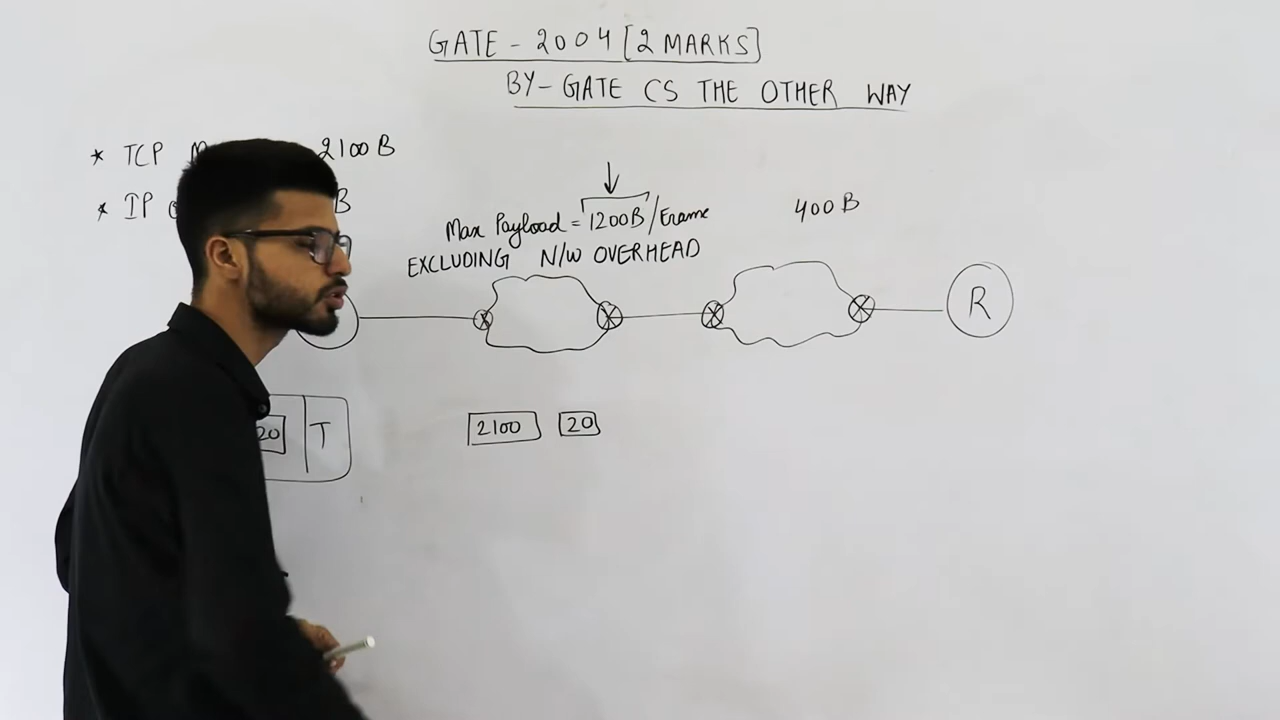 GATE - 2004 [2 MARKS]
BY - GATE CS THE OTHER WAY
* TCP 2100 B
* IP B
Max Payload = 1200B/Frame
EXCLUDING N/W OVERHEAD
400 B
R
20 T
2100 20